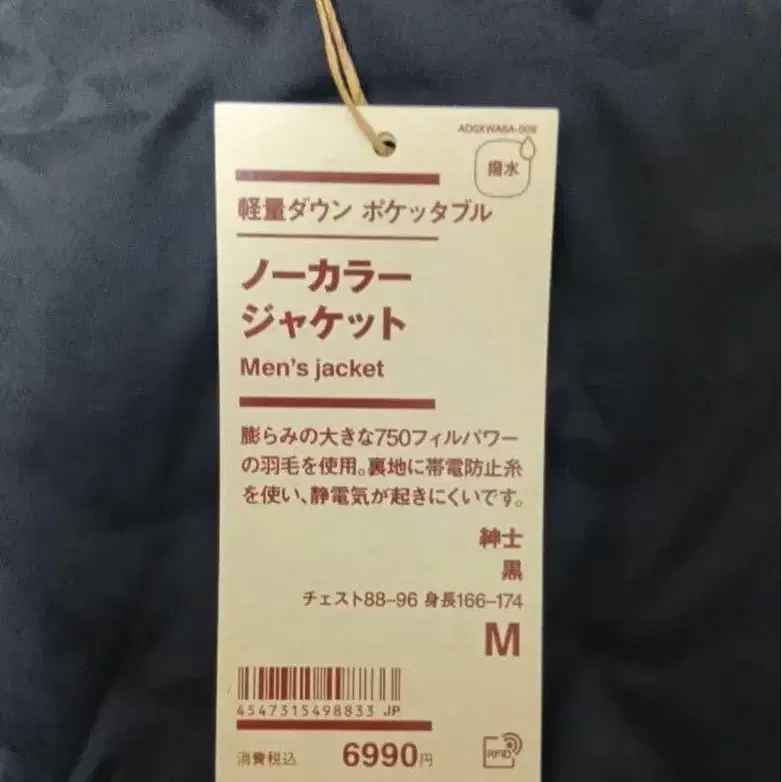 AD0XWA6A-009
撥水
軽量ダウン ポケッタブル
ノーカラー
ジャケット
Men's jacket
膨らみの大きな750フィルパワー
の羽毛を使用。裏地に帯電防止糸
を使い、静電気が起きにくいです。
紳士
黒
チェスト88–96 身長166–174
M
4547315498833 JP
消費税込 6990円
RFID